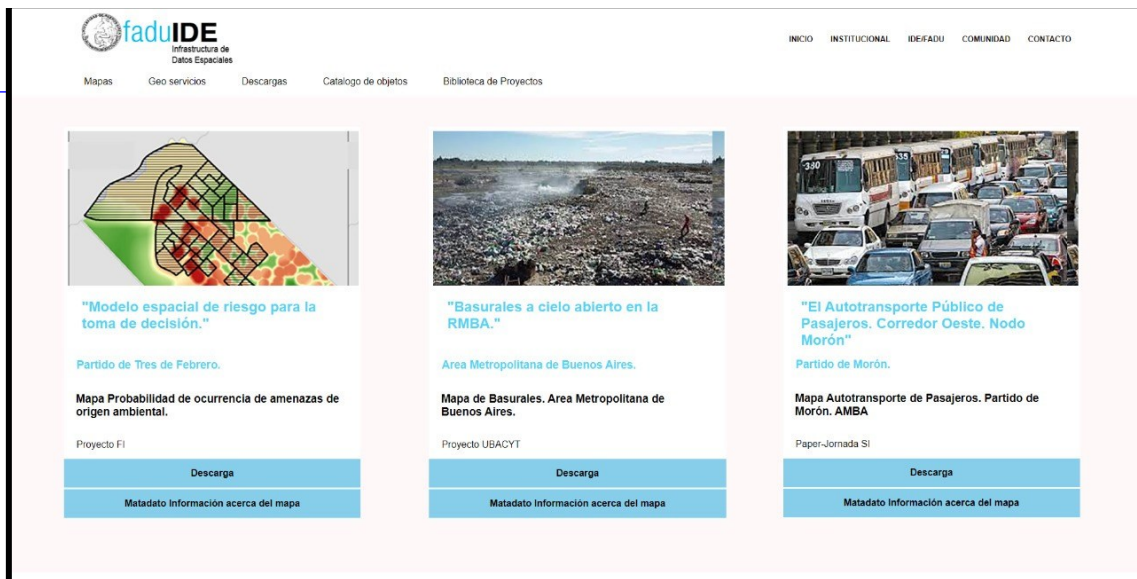 faduIDE
Infraestructura de
Datos Espaciales
INICIO INSTITUCIONAL IDE/FADU COMUNIDAD CONTACTO
Mapas Geo servicios Descargas Catalogo de objetos Biblioteca de Proyectos
"Modelo espacial de riesgo para la
toma de decisión."
Partido de Tres de Febrero.
Mapa Probabilidad de ocurrencia de amenazas de
origen ambiental.
Proyecto FI
Descarga
Matadato Información acerca del mapa
"Basurales a cielo abierto en la
RMBA."
Area Metropolitana de Buenos Aires.
Mapa de Basurales. Area Metropolitana de
Buenos Aires.
Proyecto UBACYT
Descarga
Matadato Información acerca del mapa
-380
"El Autotransporte Público de
Pasajeros. Corredor Oeste. Nodo
Morón"
Partido de Morón.
Mapa Autotransporte de Pasajeros. Partido de
Morón. AMBA
Paper-Jornada SI
Descarga
Matadato Información acerca del mapa